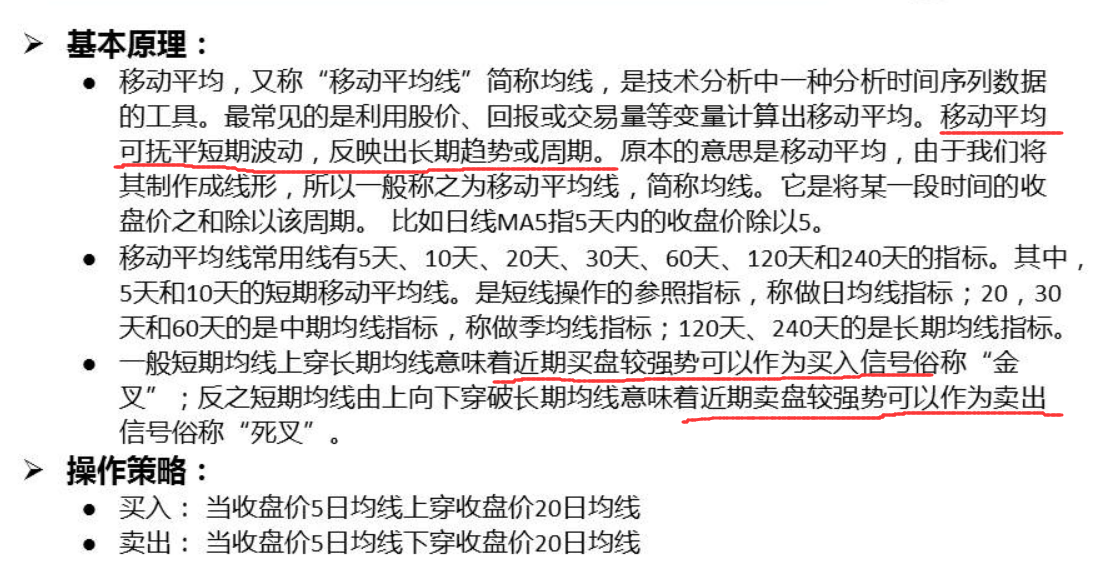 ➢ 基本原理：
● 移动平均，又称“移动平均线”简称均线，是技术分析中一种分析时间序列数据
的工具。最常见的是利用股价、回报或交易量等变量计算出移动平均。移动平均
可抚平短期波动，反映出长期趋势或周期。原本的意思是移动平均，由于我们将
其制作成线形，所以一般称之为移动平均线，简称均线。它是将某一段时间的收
盘价之和除以该周期。 比如日线MA5指5天内的收盘价除以5。
● 移动平均线常用线有5天、10天、20天、30天、60天、120天和240天的指标。其中，
5天和10天的短期移动平均线。是短线操作的参照指标，称做日均线指标；20，30
天和60天的是中期均线指标，称做季均线指标；120天、240天的是长期均线指标。
● 一般短期均线上穿长期均线意味着近期买盘较强势可以作为买入信号俗称“金
叉”；反之短期均线由上向下穿破长期均线意味着近期卖盘较强势可以作为卖出
信号俗称“死叉”。
➢ 操作策略：
● 买入： 当收盘价5日均线上穿收盘价20日均线
● 卖出： 当收盘价5日均线下穿收盘价20日均线